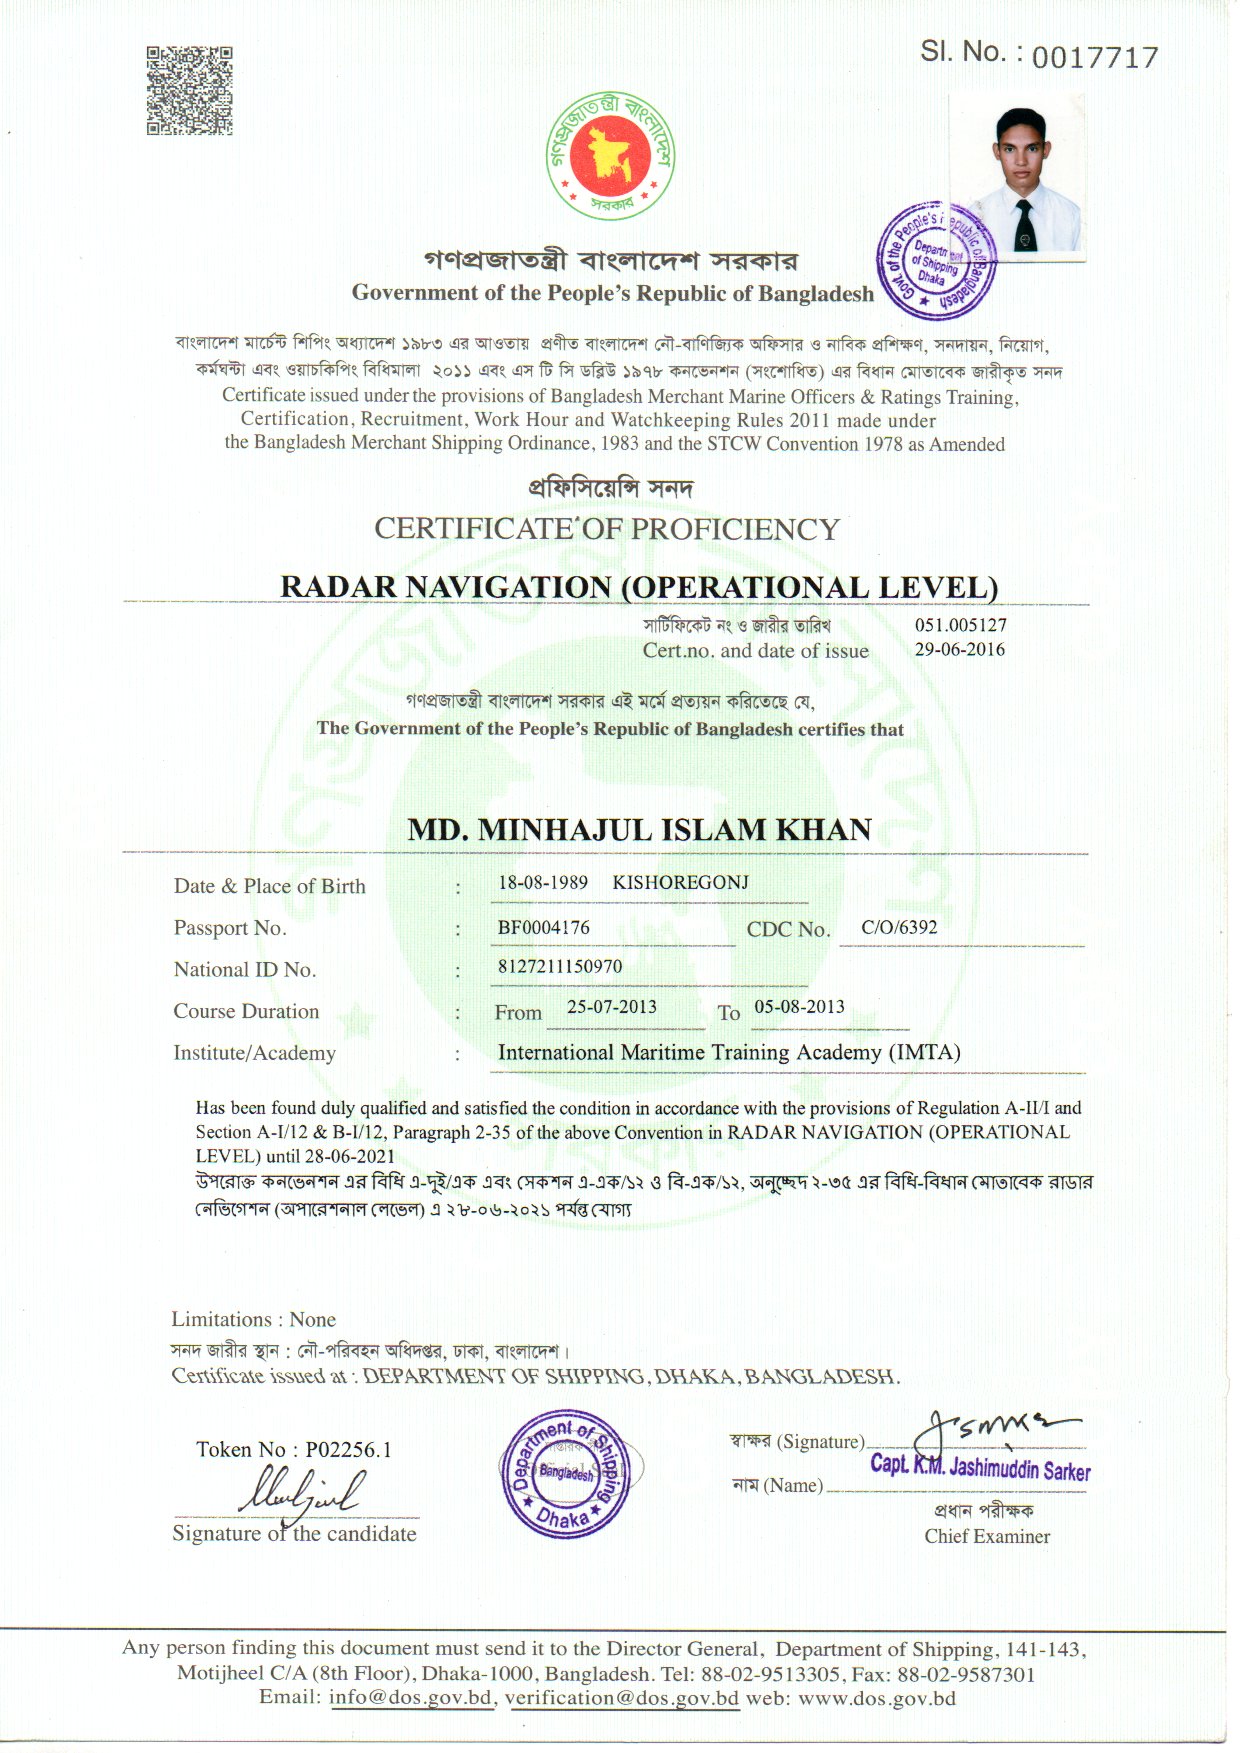 Sl. No. : 0017717
গণপ্রজাতন্ত্রী বাংলাদেশ
সরকার
Govt. of the People's Republic of Bangladesh
Department of Shipping Dhaka
গণপ্রজাতন্ত্রী বাংলাদেশ সরকার
Government of the People's Republic of Bangladesh
বাংলাদেশ মার্চেন্ট শিপিং অধ্যাদেশ ১৯৮৩ এর আওতায় প্রণীত বাংলাদেশ নৌ-বাণিজ্যিক অফিসার ও নাবিক প্রশিক্ষণ, সনদায়ন, নিয়োগ,
কর্মঘন্টা এবং ওয়াচকিপিং বিধিমালা ২০১১ এবং এস টি সি ডব্লিউ ১৯৭৮ কনভেনশন (সংশোধিত) এর বিধান মোতাবেক জারীকৃত সনদ
Certificate issued under the provisions of Bangladesh Merchant Marine Officers & Ratings Training,
Certification, Recruitment, Work Hour and Watchkeeping Rules 2011 made under
the Bangladesh Merchant Shipping Ordinance, 1983 and the STCW Convention 1978 as Amended
প্রফিসিয়েন্সি সনদ
CERTIFICATE OF PROFICIENCY
RADAR NAVIGATION (OPERATIONAL LEVEL)
সার্টিফিকেট নং ও জারীর তারিখ 051.005127
Cert.no. and date of issue 29-06-2016
গণপ্রজাতন্ত্রী বাংলাদেশ সরকার এই মর্মে প্রত্যয়ন করিতেছে যে,
The Government of the People's Republic of Bangladesh certifies that
MD. MINHAJUL ISLAM KHAN
Date & Place of Birth : 18-08-1989 KISHOREGONJ
Passport No. : BF0004176 CDC No. C/O/6392
National ID No. : 8127211150970
Course Duration : From 25-07-2013 To 05-08-2013
Institute/Academy : International Maritime Training Academy (IMTA)
Has been found duly qualified and satisfied the condition in accordance with the provisions of Regulation A-II/I and
Section A-I/12 & B-I/12, Paragraph 2-35 of the above Convention in RADAR NAVIGATION (OPERATIONAL
LEVEL) until 28-06-2021
উপরোক্ত কনভেনশন এর বিধি এ-দুই/এক এবং সেকশন এ-এক/১২ ও বি-এক/১২, অনুচ্ছেদ ২-৩৫ এর বিধি-বিধান মোতাবেক রাডার
নেভিগেশন (অপারেশনাল লেভেল) এ ২৮-০৬-২০২১ পর্যন্ত যোগ্য
Limitations : None
সনদ জারীর স্থান : নৌ-পরিবহন অধিদপ্তর, ঢাকা, বাংলাদেশ।
Certificate issued at : DEPARTMENT OF SHIPPING, DHAKA, BANGLADESH.
Token No : P02256.1
Signature of the candidate
Department of Shipping
Bangladesh
Dhaka
স্বাক্ষর (Signature)
Capt. K.M. Jashimuddin Sarker
নাম (Name)
প্রধান পরীক্ষক
Chief Examiner
Any person finding this document must send it to the Director General, Department of Shipping, 141-143,
Motijheel C/A (8th Floor), Dhaka-1000, Bangladesh. Tel: 88-02-9513305, Fax: 88-02-9587301
Email: info@dos.gov.bd, verification@dos.gov.bd web: www.dos.gov.bd